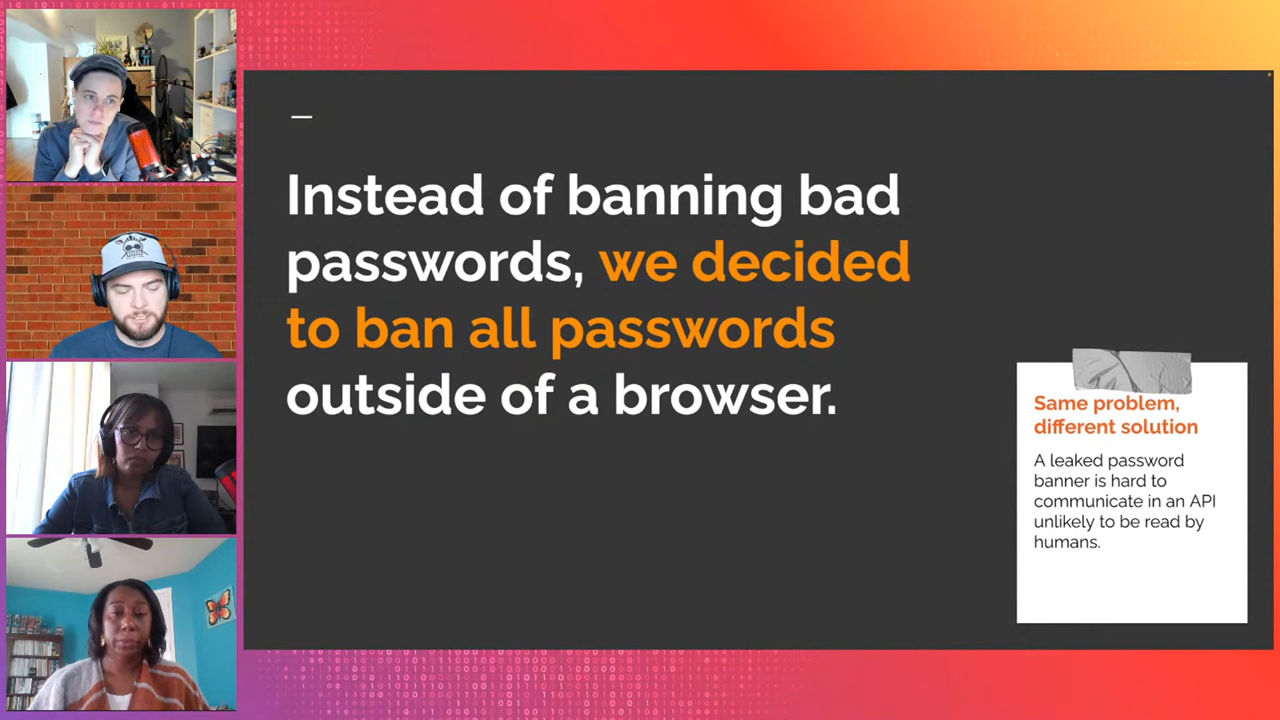 Instead of banning bad
passwords, we decided
to ban all passwords
outside of a browser.
Same problem,
different solution
A leaked password
banner is hard to
communicate in an API
unlikely to be read by
humans.